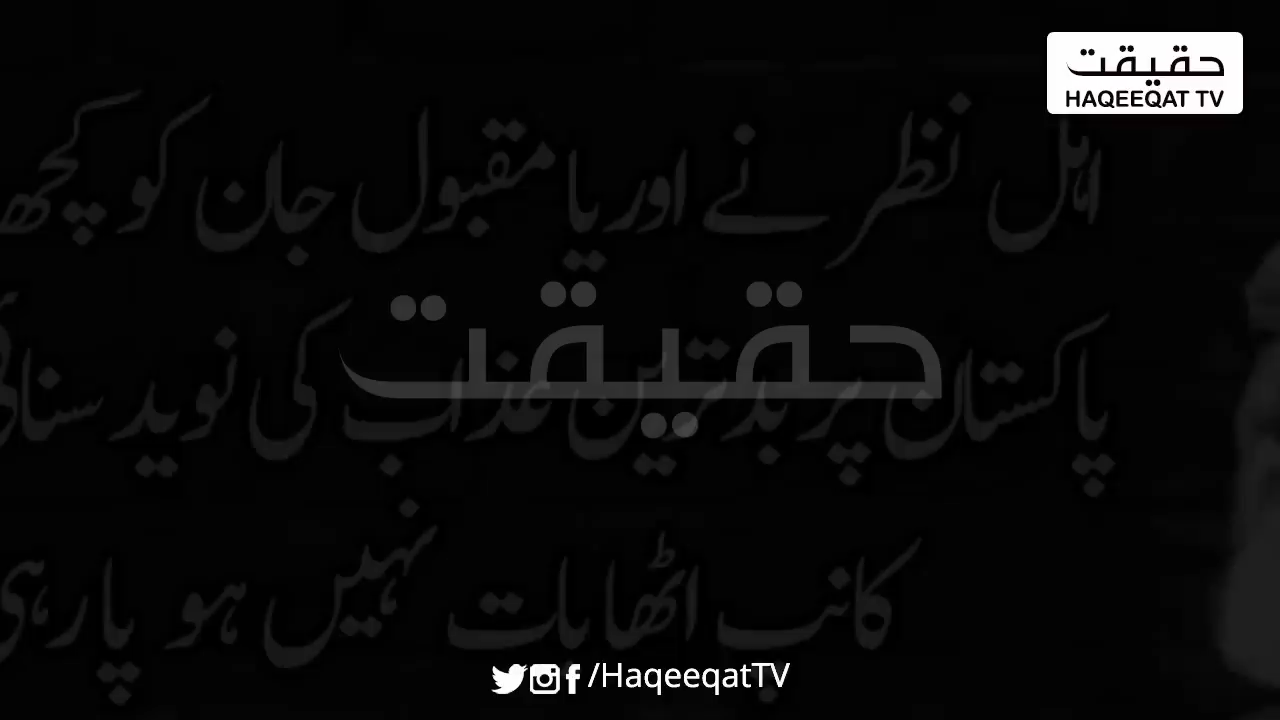 حقیقت
HAQEEQAT TV
اہل نظر نے اوریا مقبول جان کو کچھ
حقیقت
پاکستان پر بدترین عذاب کی نوید سنائی
کانپ اٹھا بات نہیں ہو پا رہی
/HaqeeqatTV